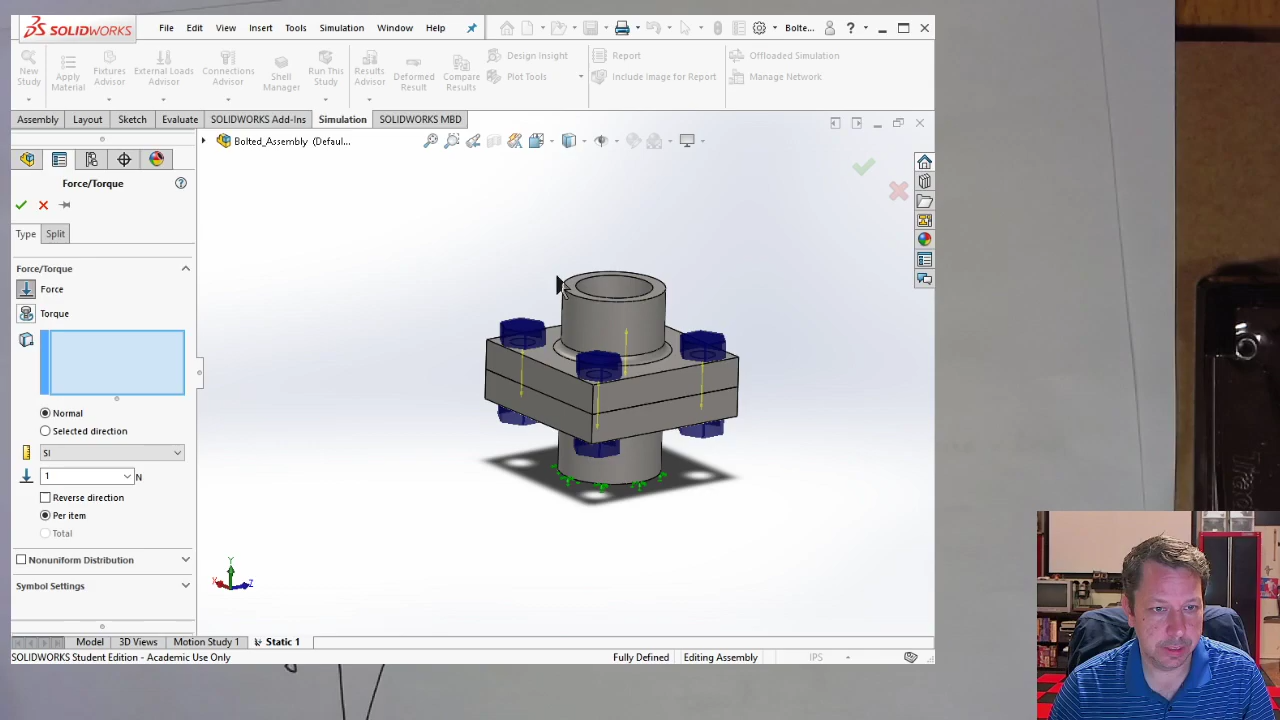 SOLIDWORKS File Edit View Insert Tools Simulation Window Help Bolte... ?
Design Insight Report Offloaded Simulation
New Study Apply Material Fixtures Advisor External Loads Advisor Connections Advisor Shell Manager Run This Study Results Advisor Deformed Result Compare Results Plot Tools Include Image for Report Manage Network
Assembly Layout Sketch Evaluate SOLIDWORKS Add-Ins Simulation SOLIDWORKS MBD
Bolted_Assembly (Defaul...
Force/Torque ?
Type Split
Force/Torque
Force
Torque
Normal
Selected direction
SI
1 N
Reverse direction
Per item
Total
Nonuniform Distribution
Symbol Settings
Y
X Z
Model 3D Views Motion Study 1 Static 1
SOLIDWORKS Student Edition - Academic Use Only Fully Defined Editing Assembly IPS